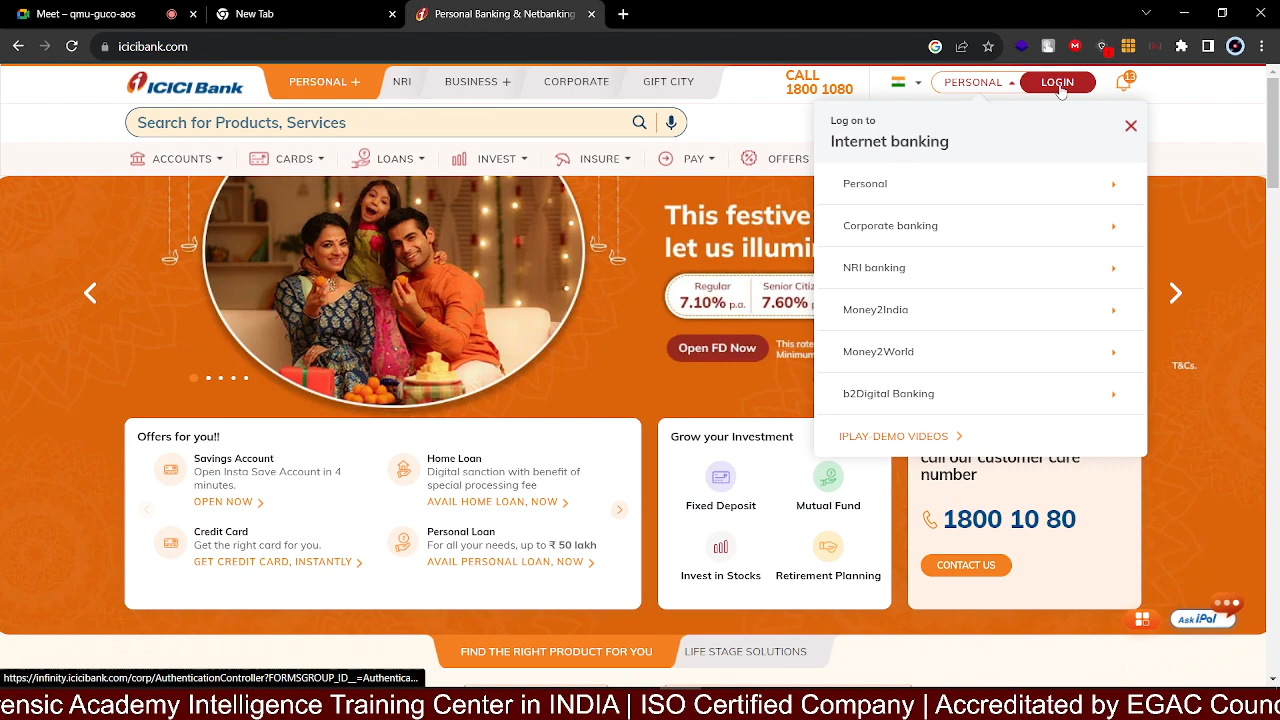 Meet - qmu-guco-aos
New Tab
Personal Banking & Netbanking
icicibank.com
ICICI Bank
PERSONAL +
NRI
BUSINESS +
CORPORATE
GIFT CITY
CALL
1800 1080
PERSONAL
LOGIN
13
Search for Products, Services
Log on to
Internet banking
ACCOUNTS
CARDS
LOANS
INVEST
INSURE
PAY
OFFERS
Personal
Corporate banking
NRI banking
Money2India
Money2World
b2Digital Banking
IPLAY-DEMO VIDEOS
This festive
let us illumi
Regular
7.10% p.a.
Senior Citiz
7.60%
Open FD Now
This rate
Minimum
T&Cs.
Offers for you!!
Savings Account
Open Insta Save Account in 4
minutes.
OPEN NOW
Home Loan
Digital sanction with benefit of
special processing fee
AVAIL HOME LOAN, NOW
Credit Card
Get the right card for you.
GET CREDIT CARD, INSTANTLY
Personal Loan
For all your needs, up to ₹ 50 lakh
AVAIL PERSONAL LOAN, NOW
Grow your Investment
Fixed Deposit
Mutual Fund
Invest in Stocks
Retirement Planning
call our customer care
number
1800 10 80
CONTACT US
Ask iPal
FIND THE RIGHT PRODUCT FOR YOU
LIFE STAGE SOLUTIONS
https://infinity.icicibank.com/corp/AuthenticationController?FORMSGROUP_ID__=Authentica...
rensic Academy Intelligence Training Center in INDIA | ISO Certified Company | Accredited by EGAC Coun